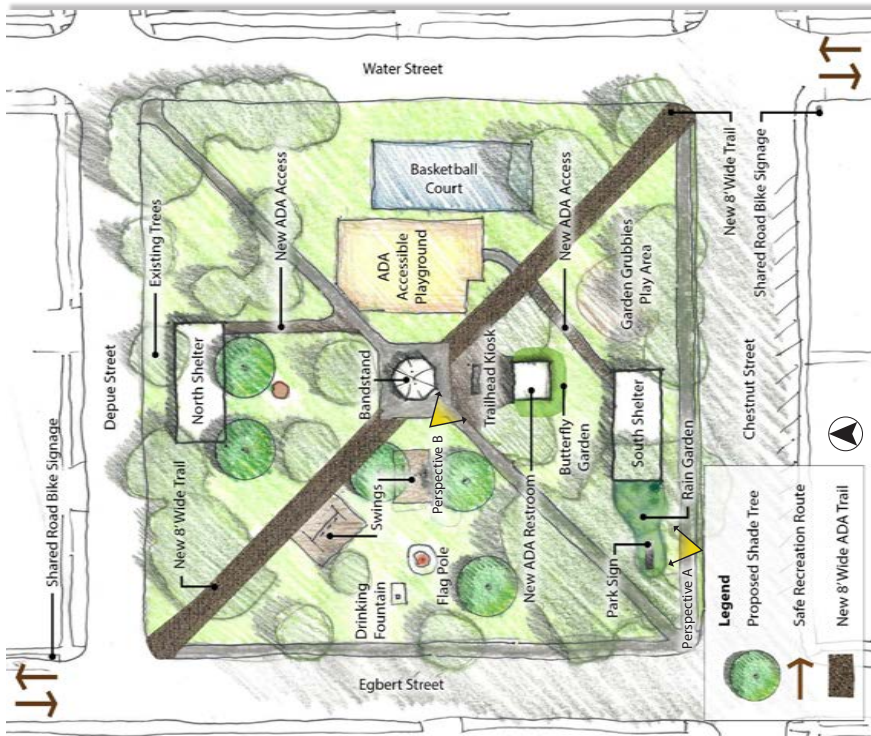 Water Street
Depue Street
Existing Trees
New ADA Access
Basketball
Court
ADA
Accessible
Playground
New ADA Access
Garden Grubbies
Play Area
New 8' Wide Trail
Shared Road Bike Signage
Chestnut Street
North Shelter
Bandstand
Trailhead Kiosk
Butterfly
Garden
South Shelter
Rain Garden
Shared Road Bike Signage
New 8' Wide Trail
Swings
Perspective B
New ADA Restroom
Drinking
Fountain
Flag Pole
Park Sign
Perspective A
Egbert Street
Legend
Proposed Shade Tree
Safe Recreation Route
New 8' Wide ADA Trail